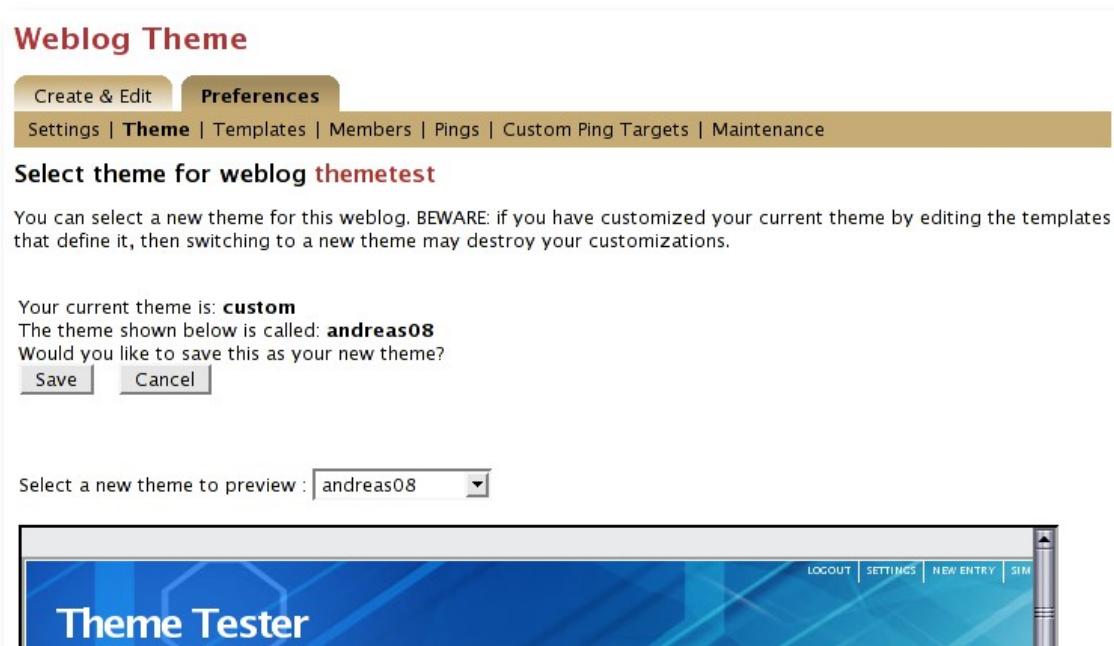 Weblog Theme
Create & Edit
Preferences
Settings | Theme | Templates | Members | Pings | Custom Ping Targets | Maintenance
Select theme for weblog themetest
You can select a new theme for this weblog. BEWARE: if you have customized your current theme by editing the templates
that define it, then switching to a new theme may destroy your customizations.
Your current theme is: custom
The theme shown below is called: andreas08
Would you like to save this as your new theme?
Save
Cancel
Select a new theme to preview : andreas08
LOGOUT | SETTINGS | NEW ENTRY | SIM
Theme Tester